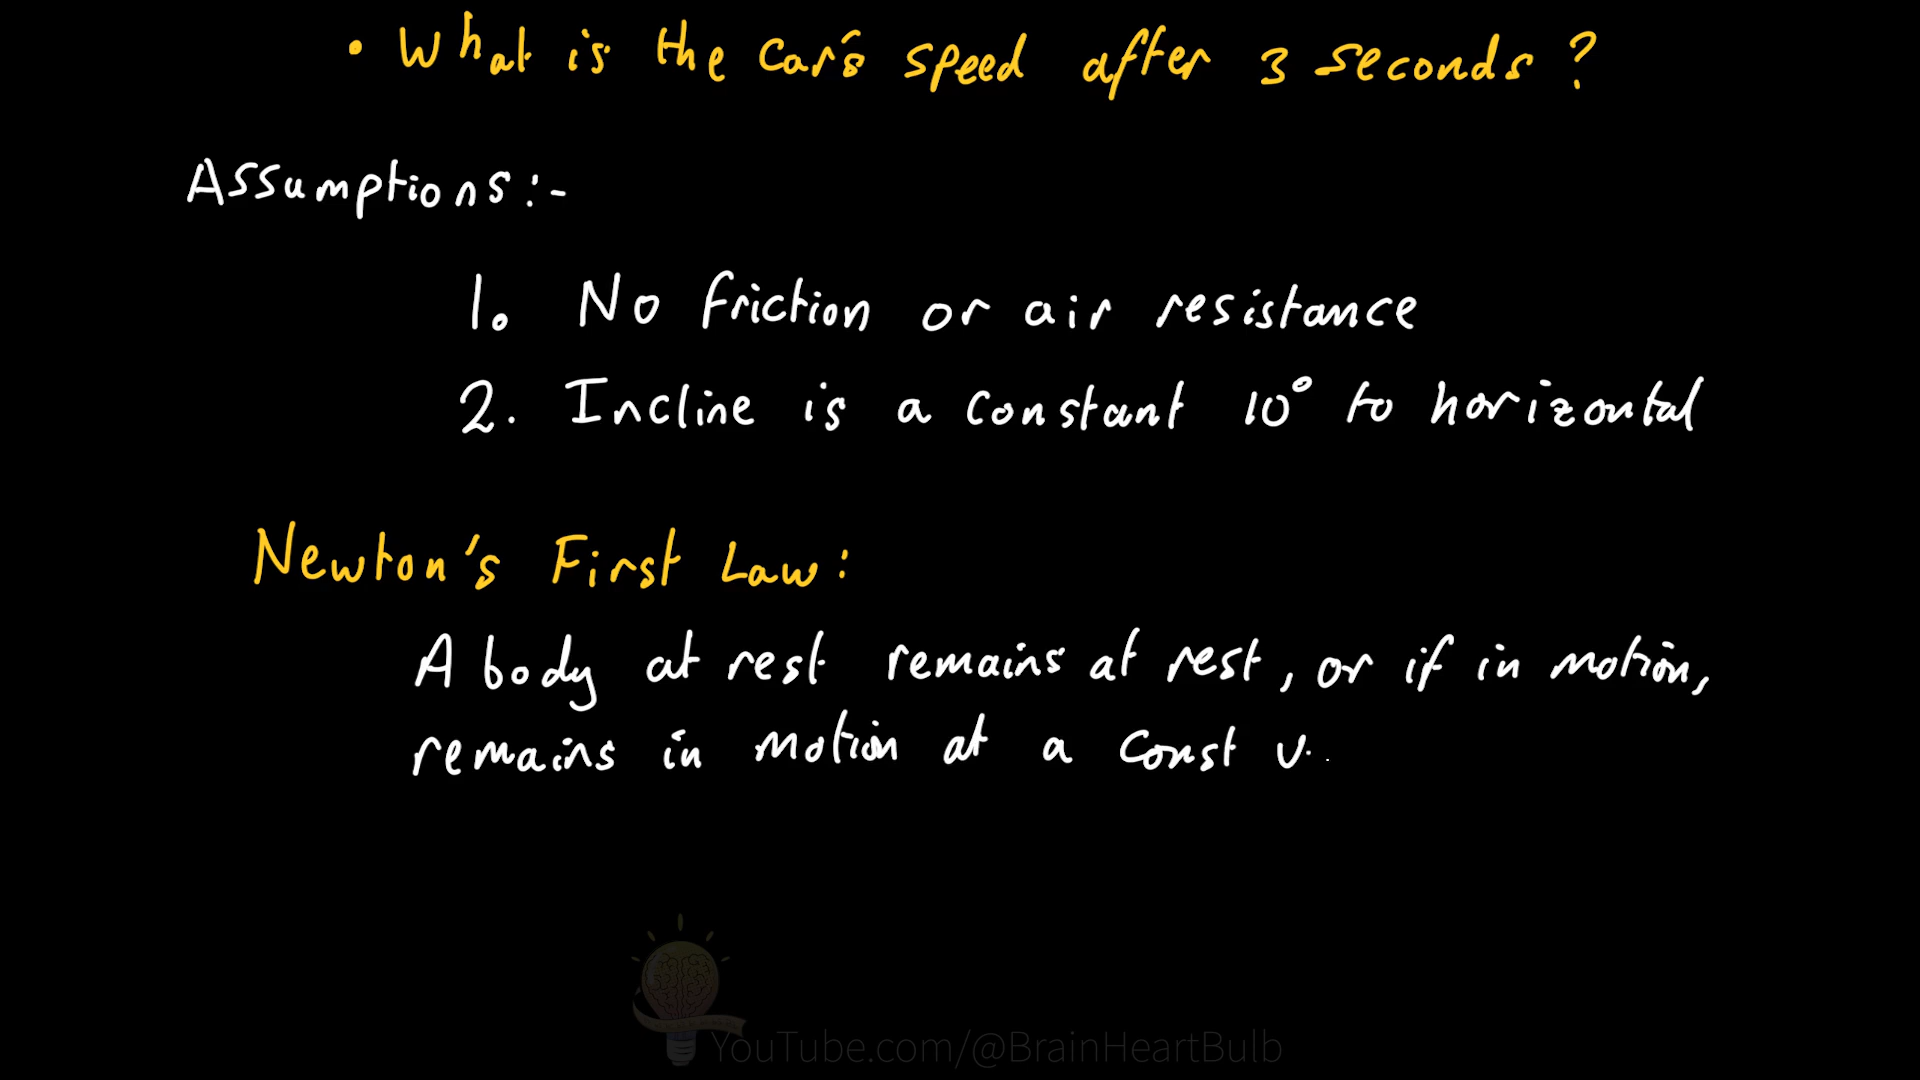 • What is the car's speed after 3 seconds?
Assumptions:-
1. No friction or air resistance
2. Incline is a constant 10° to horizontal
Newton's First Law:
A body at rest remains at rest, or if in motion,
remains in motion at a const v..
YouTube.com/@BrainHeartBulb